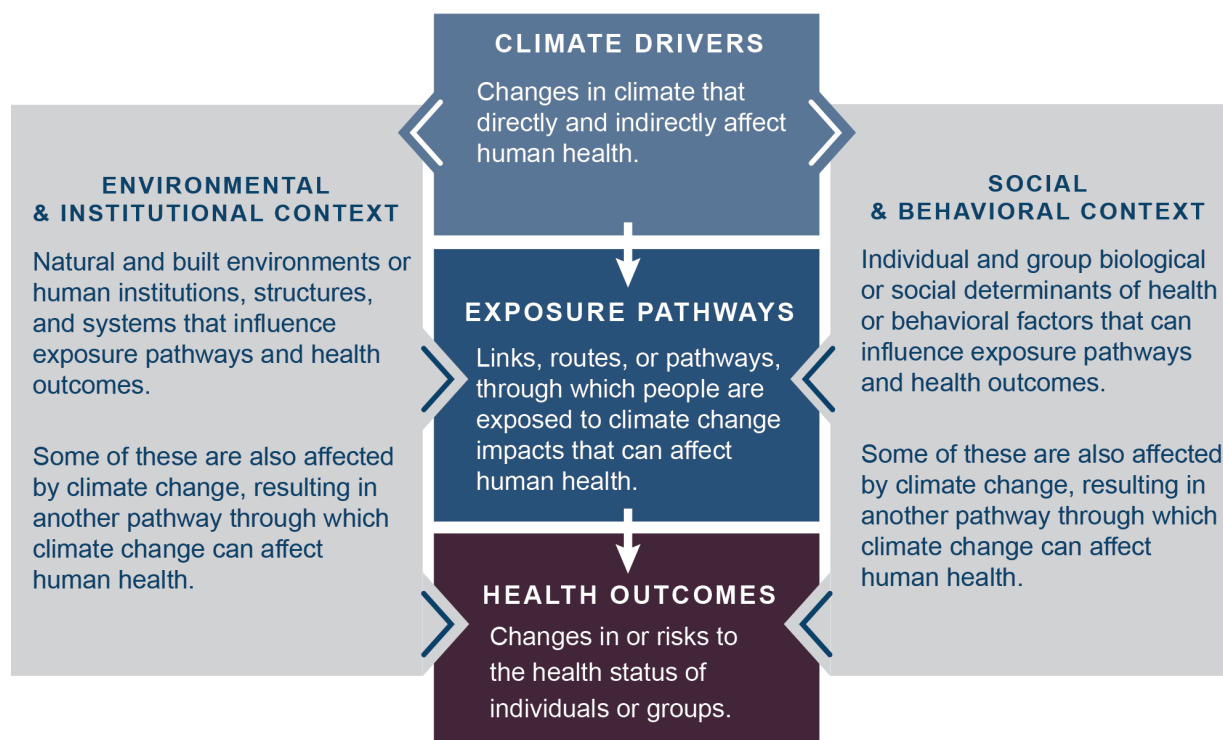 CLIMATE DRIVERS
Changes in climate that
directly and indirectly affect
human health.
ENVIRONMENTAL
& INSTITUTIONAL CONTEXT
Natural and built environments or
human institutions, structures,
and systems that influence
exposure pathways and health
outcomes.
Some of these are also affected
by climate change, resulting in
another pathway through which
climate change can affect
human health.
EXPOSURE PATHWAYS
Links, routes, or pathways,
through which people are
exposed to climate change
impacts that can affect
human health.
SOCIAL
& BEHAVIORAL CONTEXT
Individual and group biological
or social determinants of health
or behavioral factors that can
influence exposure pathways
and health outcomes.
Some of these are also affected
by climate change, resulting in
another pathway through which
climate change can affect
human health.
HEALTH OUTCOMES
Changes in or risks to
the health status of
individuals or groups.